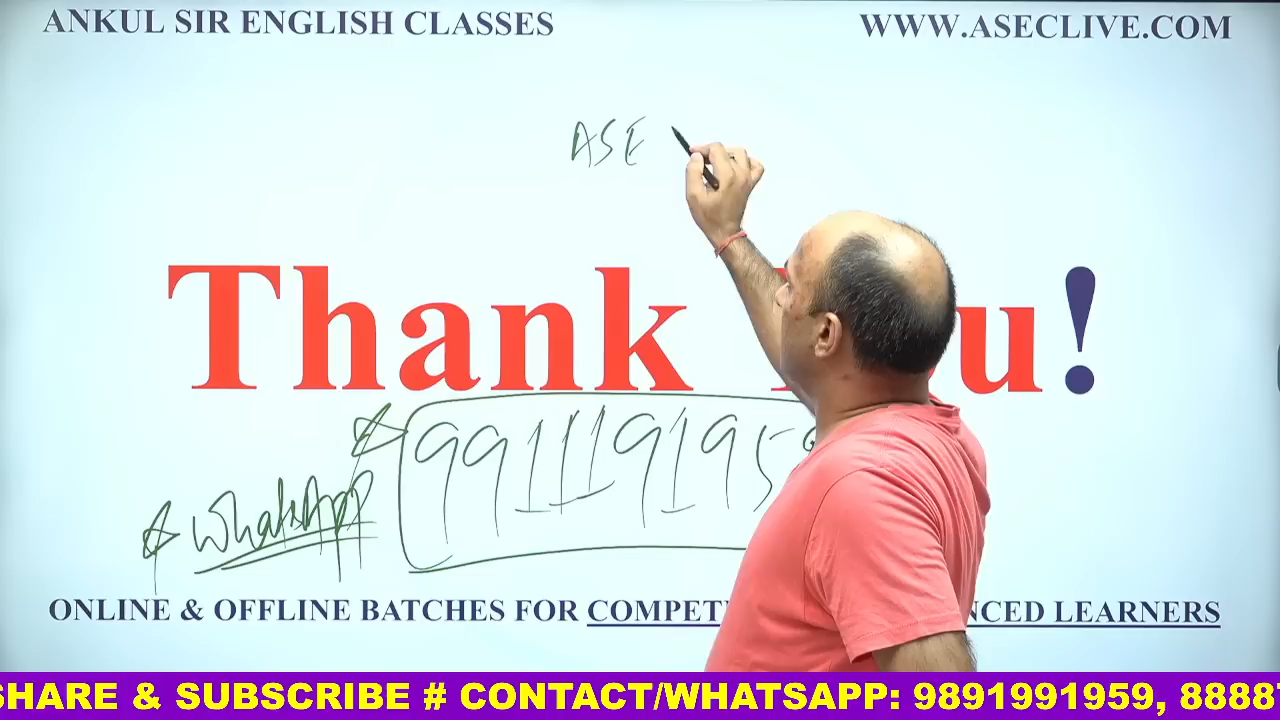 ANKUL SIR ENGLISH CLASSES WWW.ASECLIVE.COM
ASE
Thank u!
991119195
WhatsApp
ONLINE & OFFLINE BATCHES FOR COMPET NCED LEARNERS
SHARE & SUBSCRIBE # CONTACT/WHATSAPP: 9891991959, 8888